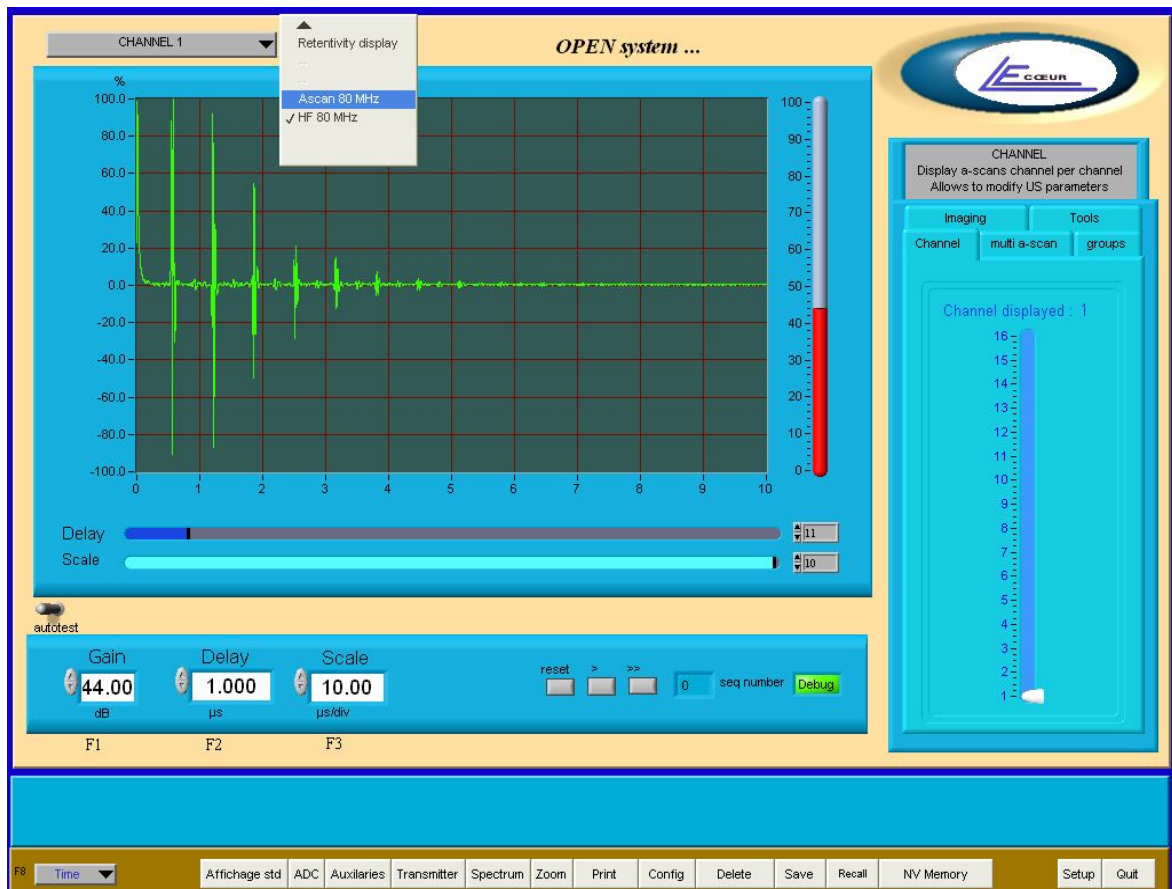 CHANNEL 1
Retentivity display
--
--
Ascan 80 MHz
✓ HF 80 MHz
OPEN system ...
LECŒUR
%
100.0
80.0
60.0
40.0
20.0
0.0
-20.0
-40.0
-60.0
-80.0
-100.0
0 1 2 3 4 5 6 7 8 9 10
100
90
80
70
60
50
40
30
20
10
0
Delay 11
Scale 10
autotest
Gain Delay Scale
44.00 1.000 10.00
dB µs µs/div
F1 F2 F3
reset > >>
0 seq number Debug
CHANNEL
Display a-scans channel per channel
Allows to modify US parameters
Imaging Tools
Channel multi a-scan groups
Channel displayed : 1
16
15
14
13
12
11
10
9
8
7
6
5
4
3
2
1
F8 Time Affichage std ADC Auxilaries Transmitter Spectrum Zoom Print Config Delete Save Recall NV Memory Setup Quit